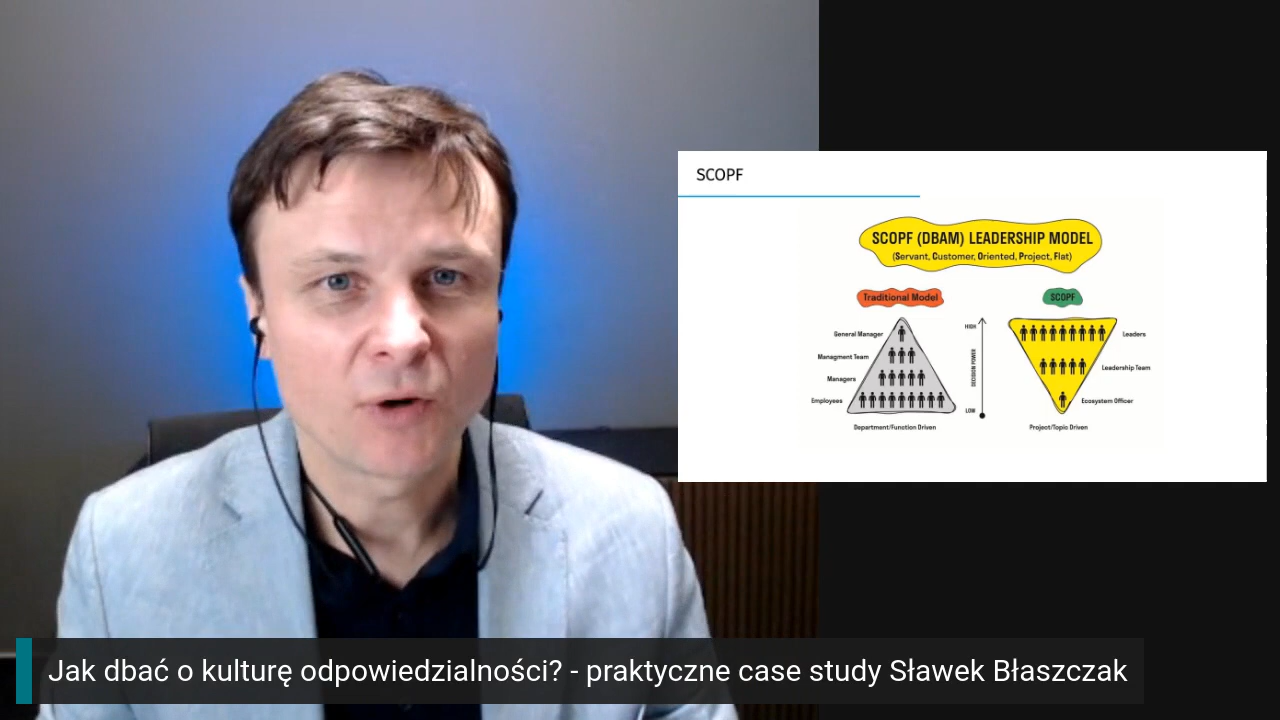 SCOPF
SCOPF (DBAM) LEADERSHIP MODEL
(Servant, Customer, Oriented, Project, Flat)
Traditional Model
SCOPF
General Manager
Managment Team
Managers
Employees
HIGH
DECISION POWER
LOW
Leaders
Leadership Team
Ecosystem Officer
Department/Function Driven
Project/Topic Driven
Jak dbać o kulturę odpowiedzialności? - praktyczne case study Sławek Błaszczak